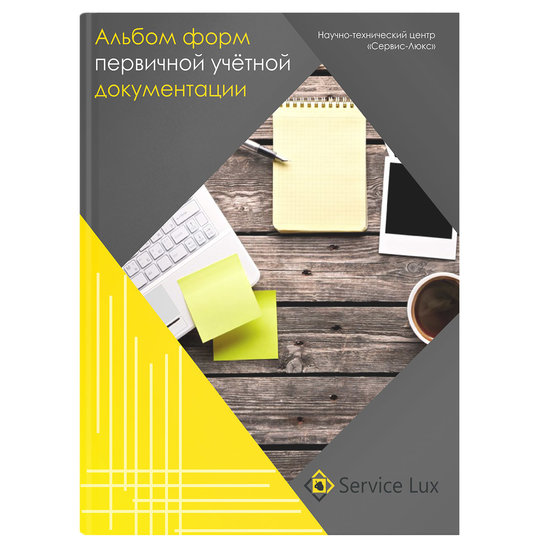 Альбом форм
первичной учётной
документации
Научно-технический центр
«Сервис-Люкс»
Service Lux